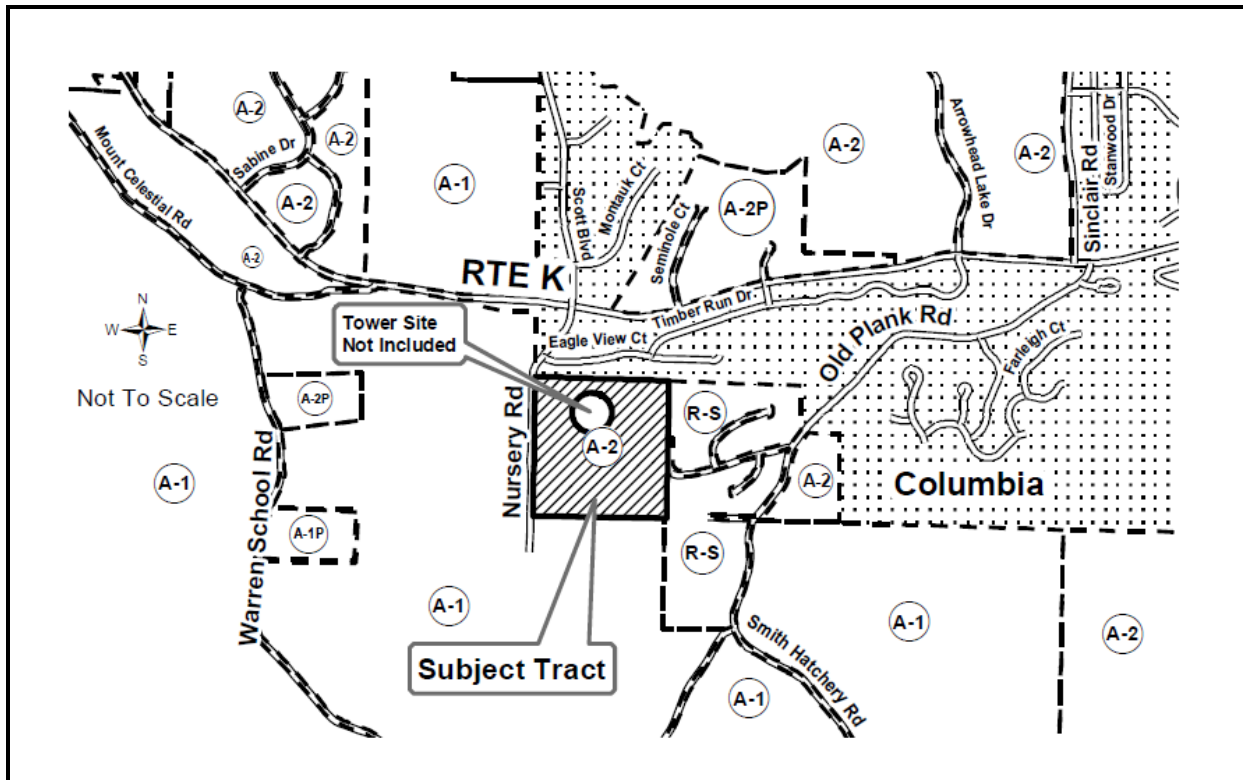 A-2
A-2
Sabine Dr
Mount Celestial Rd
A-2
A-2
A-1
Scott Blvd
Montauk Ct
Seminole Ct
A-2P
A-2
Arrowhead Lake Dr
A-2
Sinclair Rd
Stanwood Dr
RTE K
N
W E
S
Not To Scale
Tower Site
Not Included
Eagle View Ct
Timber Run Dr.
Old Plank Rd
Farleigh Ct
A-2P
Nursery Rd
R-S
A-2
A-2
Columbia
A-1
Warren School Rd
A-1P
R-S
A-1
A-1
A-2
Subject Tract
Smith Hatchery Rd
A-1